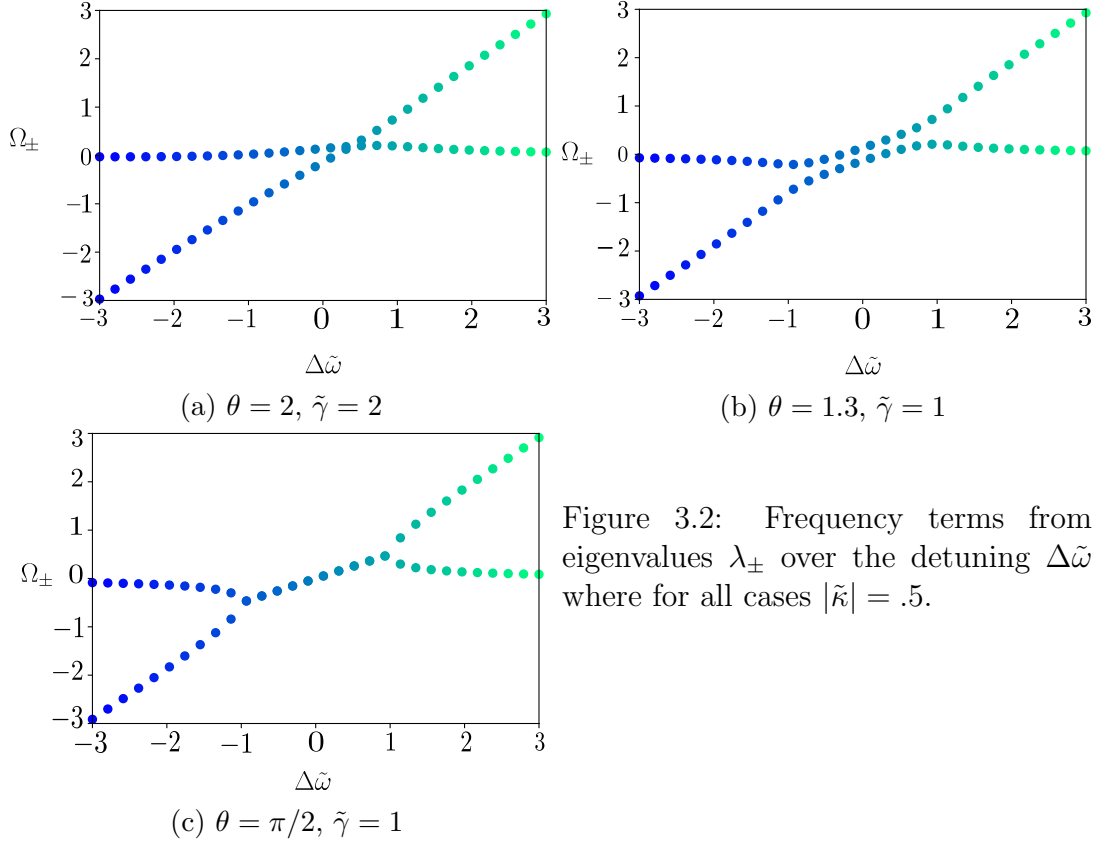 3
2
1
0
−1
−2
−3
Ω±
−3 −2 −1 0 1 2 3
Δω̃
(a) θ = 2, γ̃ = 2
3
2
1
0
−1
−2
−3
Ω±
−3 −2 −1 0 1 2 3
Δω̃
(b) θ = 1.3, γ̃ = 1
3
2
1
0
−1
−2
−3
Ω±
−3 −2 −1 0 1 2 3
Δω̃
(c) θ = π/2, γ̃ = 1
Figure 3.2: Frequency terms from
eigenvalues λ± over the detuning Δω̃
where for all cases |κ̃| = .5.